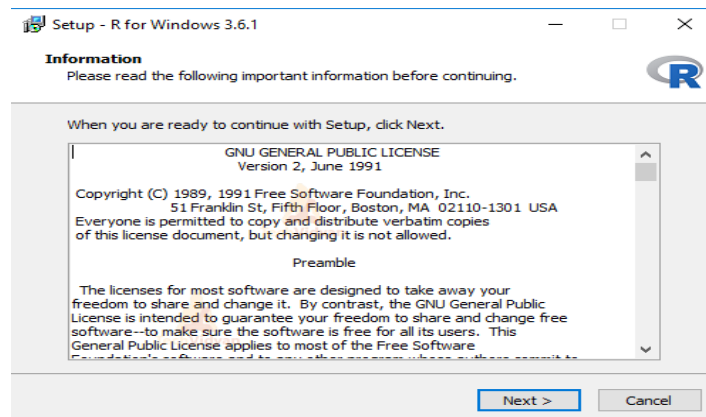 Setup - R for Windows 3.6.1
Information
Please read the following important information before continuing.
R
When you are ready to continue with Setup, click Next.
GNU GENERAL PUBLIC LICENSE
Version 2, June 1991
Copyright (C) 1989, 1991 Free Software Foundation, Inc.
51 Franklin St, Fifth Floor, Boston, MA 02110-1301 USA
Everyone is permitted to copy and distribute verbatim copies
of this license document, but changing it is not allowed.
Preamble
The licenses for most software are designed to take away your
freedom to share and change it. By contrast, the GNU General Public
License is intended to guarantee your freedom to share and change free
software--to make sure the software is free for all its users. This
General Public License applies to most of the Free Software
Next >
Cancel